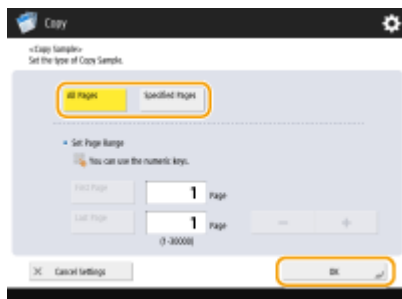 Copy
<Copy Sample>
Set the type of Copy Sample.
All Pages
Specified Pages
Set Page Range
You can use the numeric keys.
First Page
1 Page
Last Page
1 Page
(1-30000)
− +
× Cancel Settings
OK